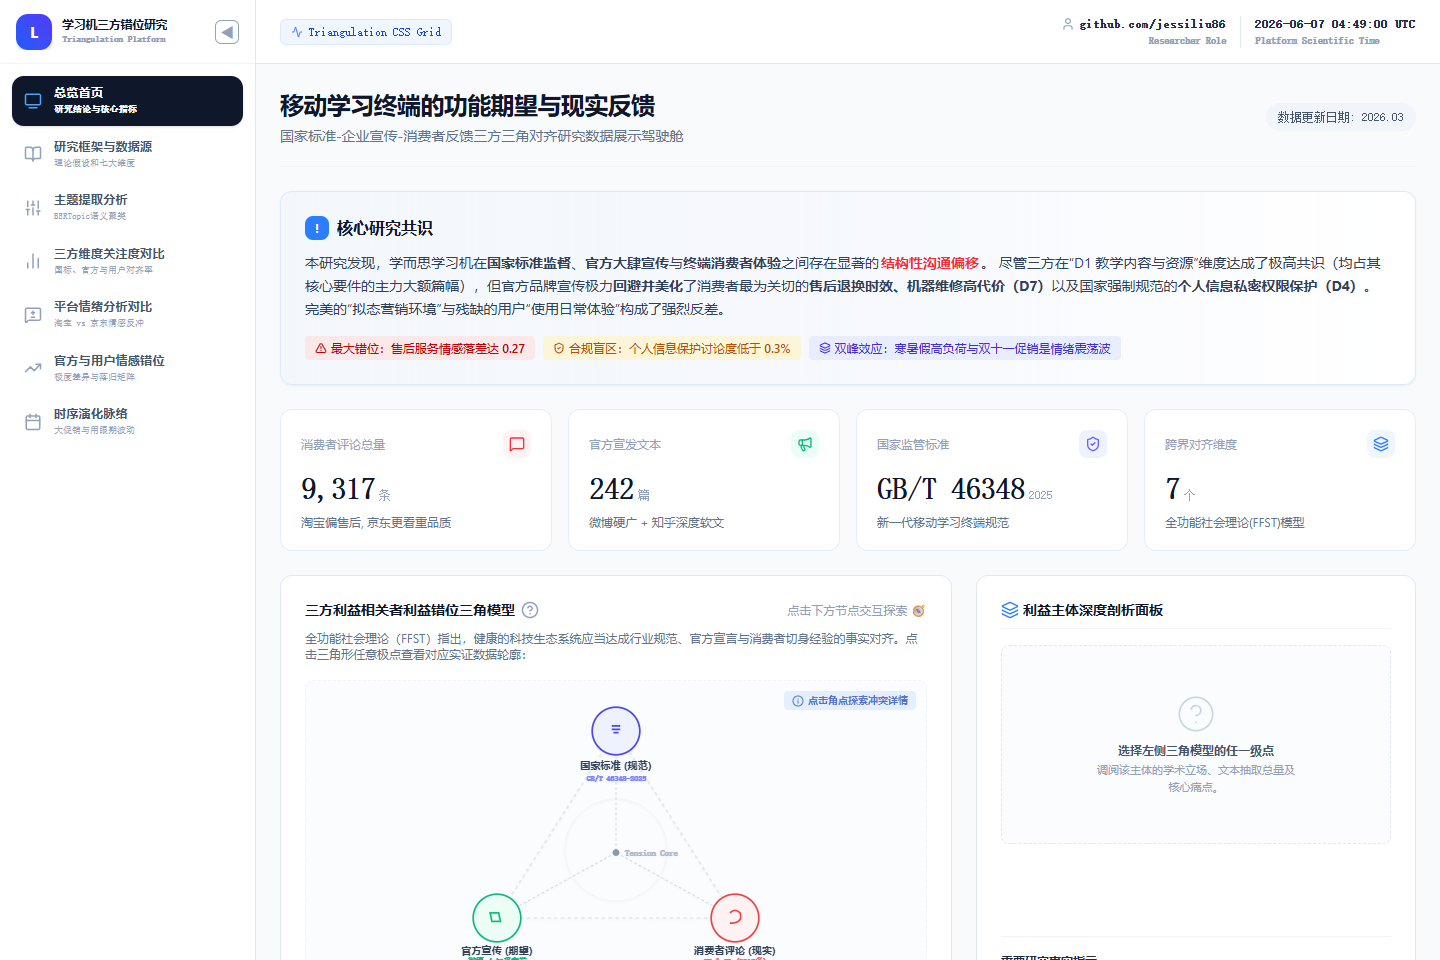 L
学习机三方错位研究
Triangulation Platform
总览首页
研究结论与核心指标
研究框架与数据源
理论假设和七大维度
主题提取分析
BERTopic语义聚类
三方维度关注度对比
国标、官方与用户对齐率
平台情绪分析对比
淘宝 vs 京东情感反冲
官方与用户情感错位
极度差异与落归矩阵
时序演化脉络
大促销与用眼期波动
Triangulation CSS Grid
github.com/jessiliu86
Researcher Role
2026-06-07 04:49:00 UTC
Platform Scientific Time
移动学习终端的功能期望与现实反馈
国家标准-企业宣传-消费者反馈三方三角对齐研究数据展示驾驶舱
数据更新日期: 2026.03
! 核心研究共识
本研究发现，学而思学习机在国家标准监督、官方大肆宣传与终端消费者体验之间存在显著的 结构性沟通偏移 。 尽管三方在“D1 教学内容与资源”维度达成了极高共识（均占其
核心要件的主力大额篇幅），但官方品牌宣传极力回避并美化了消费者最为关切的售后退换时效、机器维修高代价（D7）以及国家强制规范的个人信息私密权限保护（D4）。
完美的“拟态营销环境”与残缺的用户“使用日常体验”构成了强烈反差。
最大错位：售后服务情感落差达 0.27
合规盲区：个人信息保护讨论度低于 0.3%
双峰效应：寒暑假高负荷与双十一促销是情绪震荡波
消费者评论总量
9,317 条
淘宝偏售后, 京东更看重品质
官方宣发文本
242 篇
微博硬广 + 知乎深度软文
国家监管标准
GB/T 46348 2025
新一代移动学习终端规范
跨界对齐维度
7 个
全功能社会理论(FFST)模型
三方利益相关者利益错位三角模型
点击下方节点交互探索 🧭
全功能社会理论（FFST）指出，健康的科技生态系统应当达成行业规范、官方宣言与消费者切身经验的事实对齐。点
击三角形任意极点查看对应实证数据轮廓：
点击角点探索冲突详情
国家标准 (规范)
GB/T 46348-2025
Tension Core
官方宣传 (期望)
消费者评论 (现实)
利益主体深度剖析面板
选择左侧三角模型的任一级点
调阅该主体的学术立场、文本抽取总量及
核心痛点。